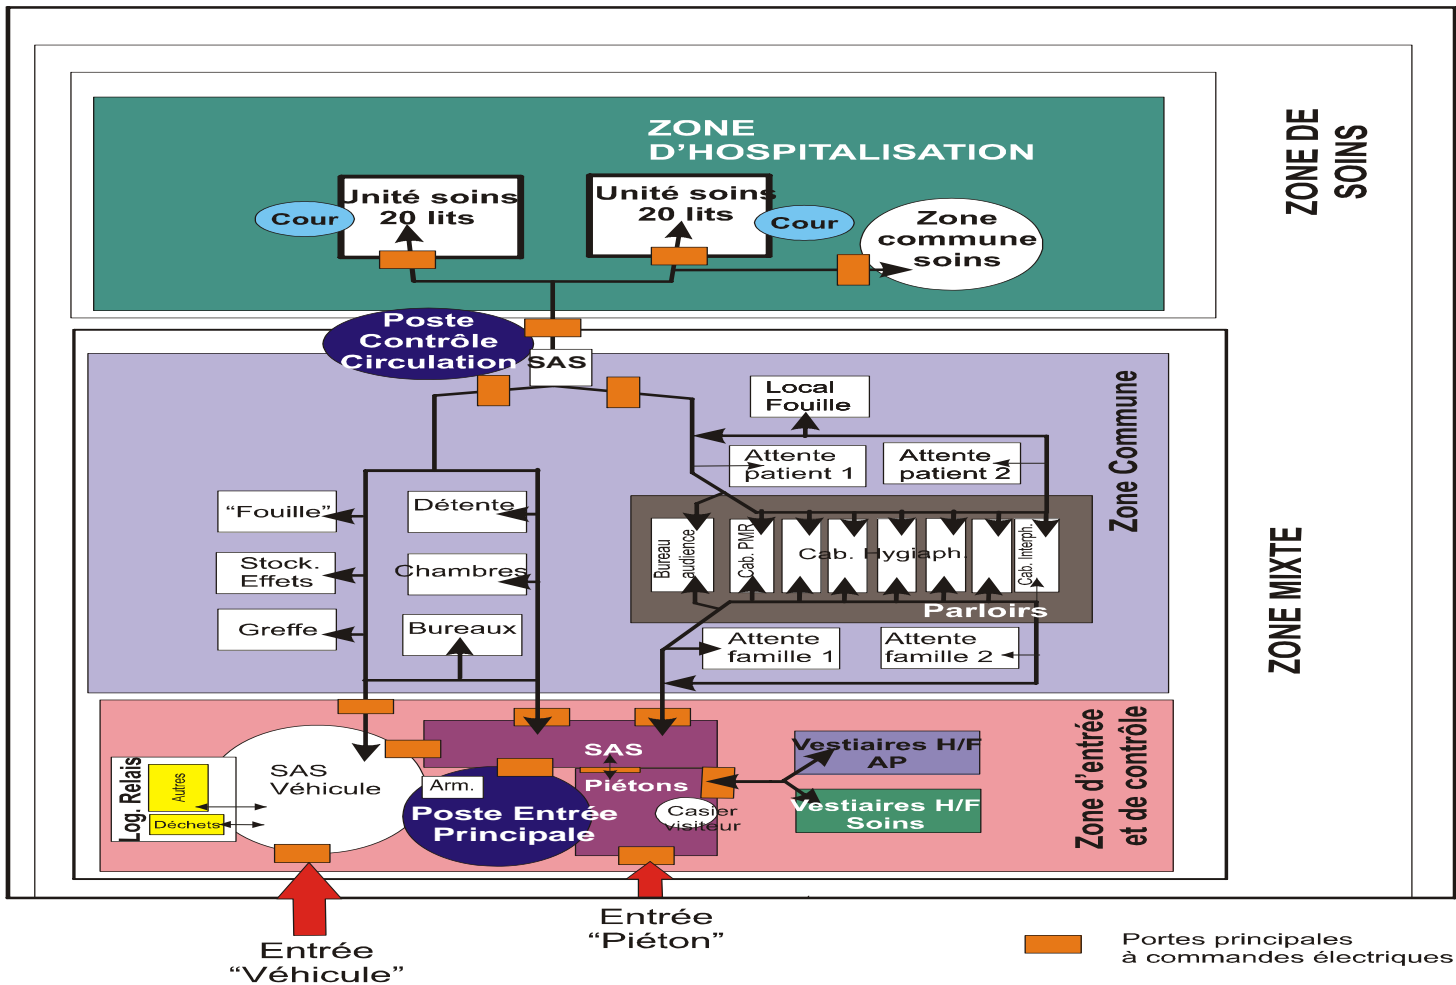 ZONE
D'HOSPITALISATION
ZONE DE
SOINS
Unité soins
20 lits
Cour
Unité soins
20 lits
Cour
Zone
commune
soins
Poste
Contrôle
Circulation
SAS
Zone Commune
Local
Fouille
Attente
patient 1
Attente
patient 2
“Fouille”
Détente
Stock.
Effets
Chambres
Greffe
Bureaux
Bureau
audience
Cab. PMR
Cab. Hygiaph.
Cab. Interph.
Parloirs
Attente
famille 1
Attente
famille 2
ZONE MIXTE
Zone d'entrée
et de contrôle
SAS
Véhicule
Log. Relais
Autres
Déchets
Arm.
Poste Entrée
Principale
SAS
Piétons
Casier
visiteur
Vestiaires H/F
AP
Vestiaires H/F
Soins
Entrée
“Véhicule”
Entrée
“Piéton”
Portes principales
à commandes électriques